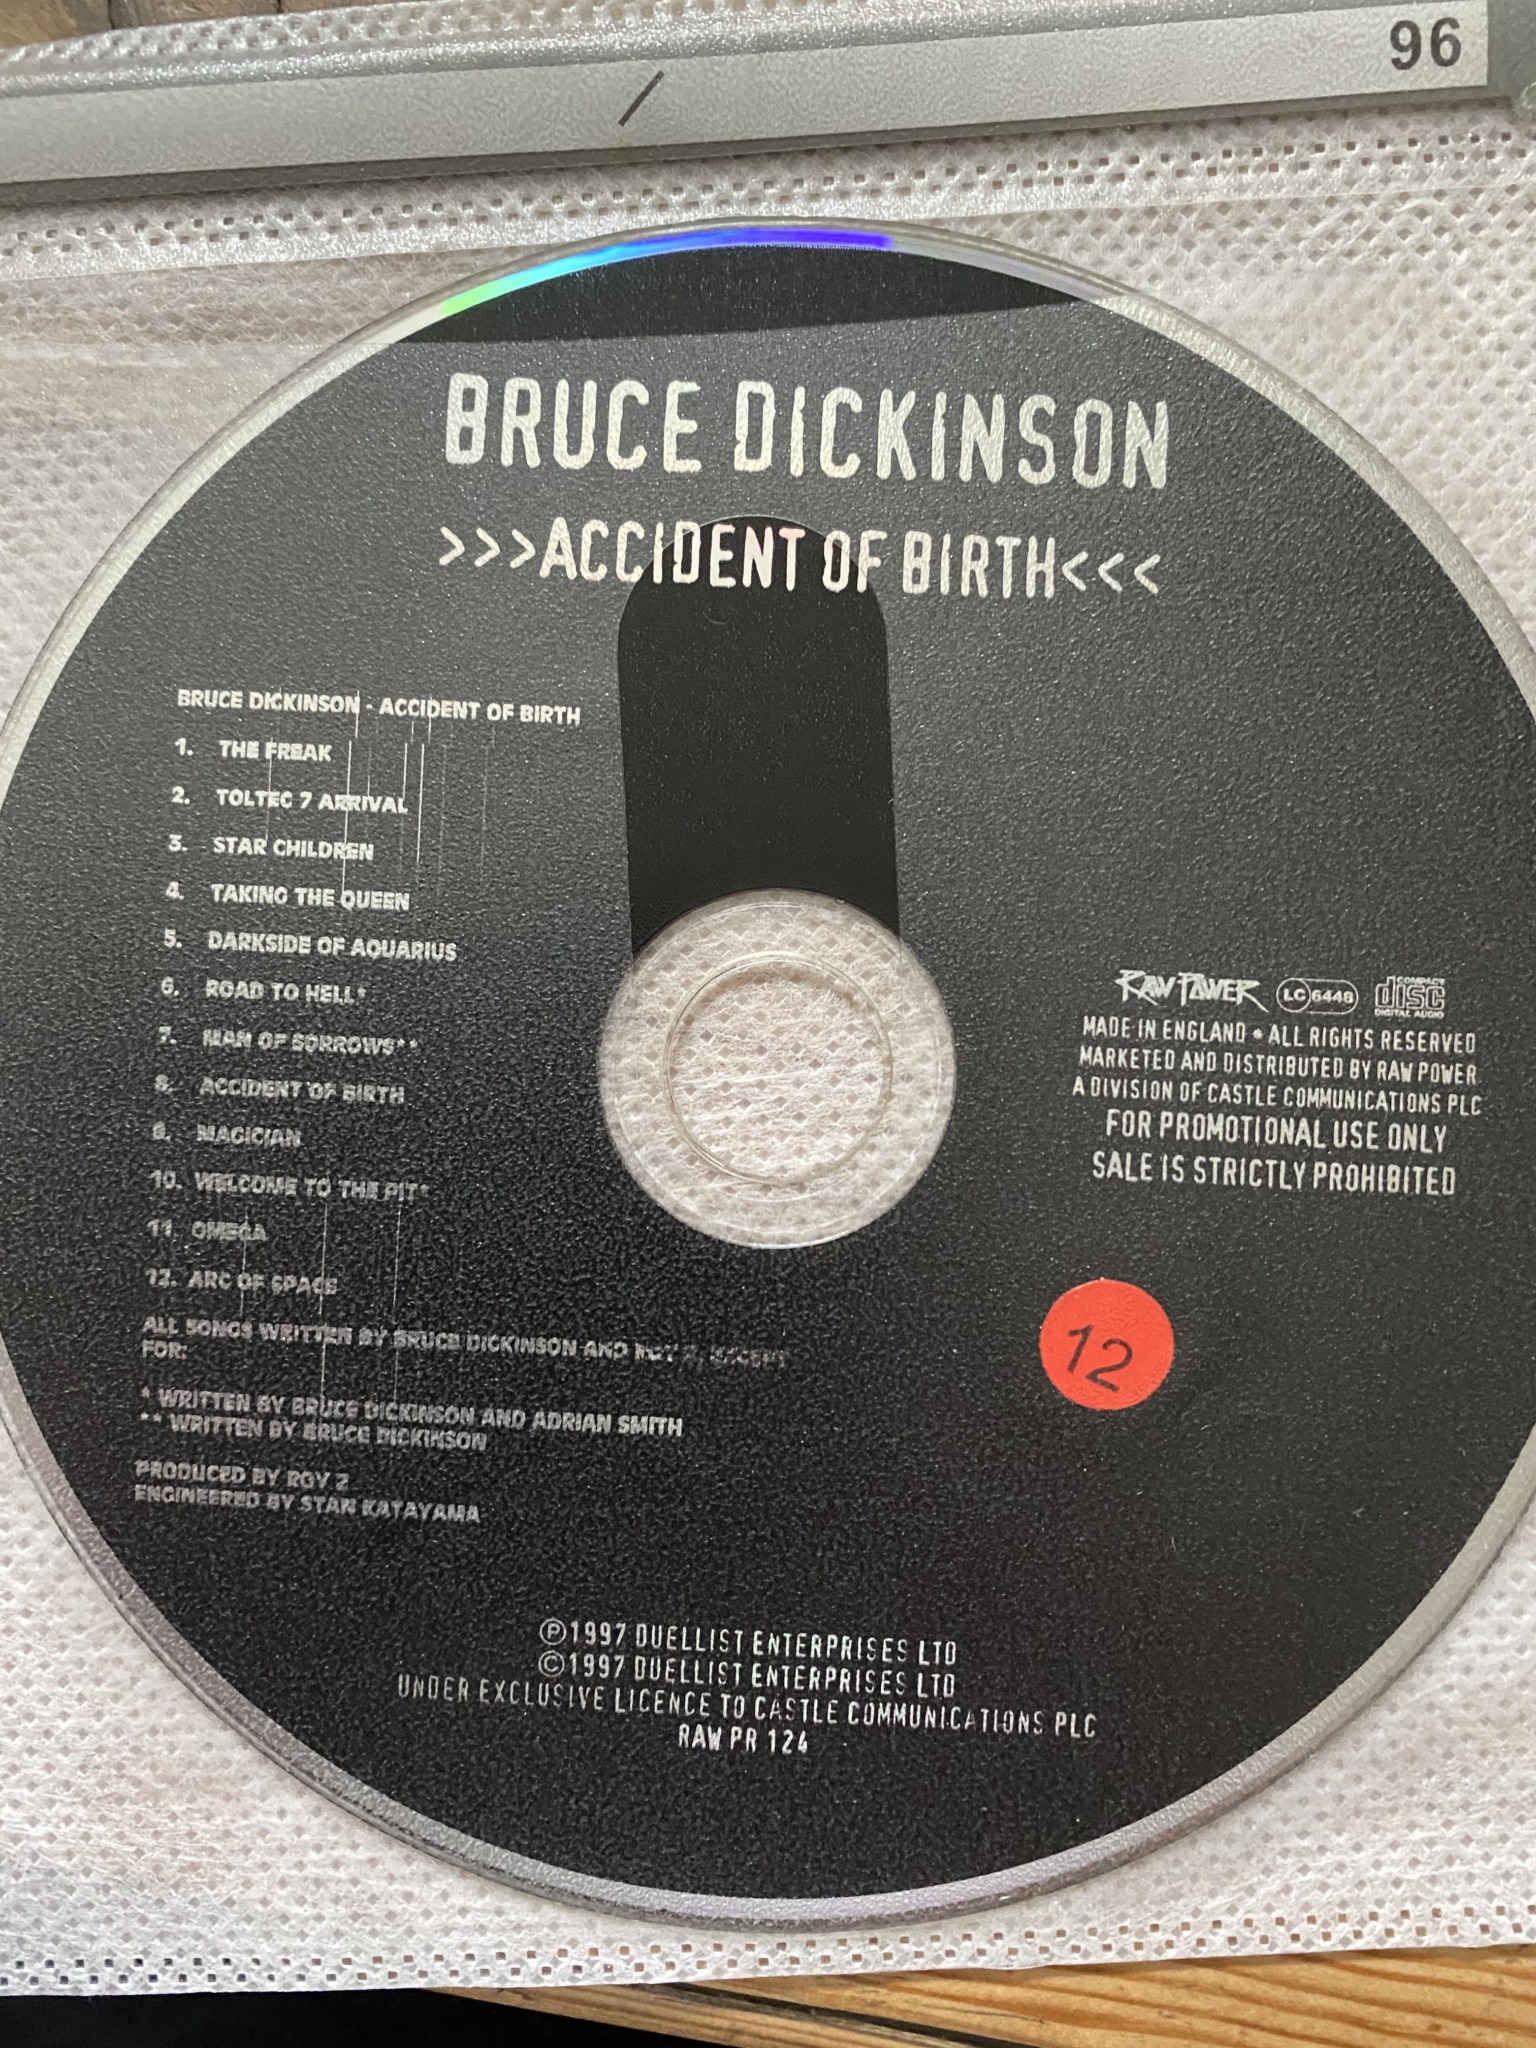 96
/
BRUCE DICKINSON
>>>ACCIDENT OF BIRTH<<<
BRUCE DICKINSON - ACCIDENT OF BIRTH
1. THE FREAK
2. TOLTEC 7 ARRIVAL
3. STAR CHILDREN
4. TAKING THE QUEEN
5. DARKSIDE OF AQUARIUS
6. ROAD TO HELL*
7. MAN OF SORROWS**
8. ACCIDENT OF BIRTH
9. MAGICIAN
10. WELCOME TO THE PIT*
11 OMEGA
12. ARC OF SPACE
ALL SONGS WRITTEN BY BRUCE DICKINSON AND ROY Z, EXCEPT
FOR:
* WRITTEN BY BRUCE DICKINSON AND ADRIAN SMITH
** WRITTEN BY BRUCE DICKINSON
PRODUCED BY ROY Z
ENGINEERED BY STAN KATAYAMA
RAW POWER LC 6448 COMPACT disc DIGITAL AUDIO
MADE IN ENGLAND * ALL RIGHTS RESERVED
MARKETED AND DISTRIBUTED BY RAW POWER
A DIVISION OF CASTLE COMMUNICATIONS PLC
FOR PROMOTIONAL USE ONLY
SALE IS STRICTLY PROHIBITED
12
℗1997 DUELLIST ENTERPRISES LTD
©1997 DUELLIST ENTERPRISES LTD
UNDER EXCLUSIVE LICENCE TO CASTLE COMMUNICATIONS PLC
RAW PR 124